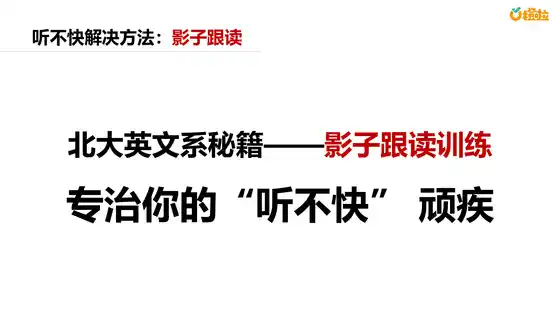 听不快解决方法：影子跟读
北大英文系秘籍——影子跟读训练
专治你的“听不快” 顽疾